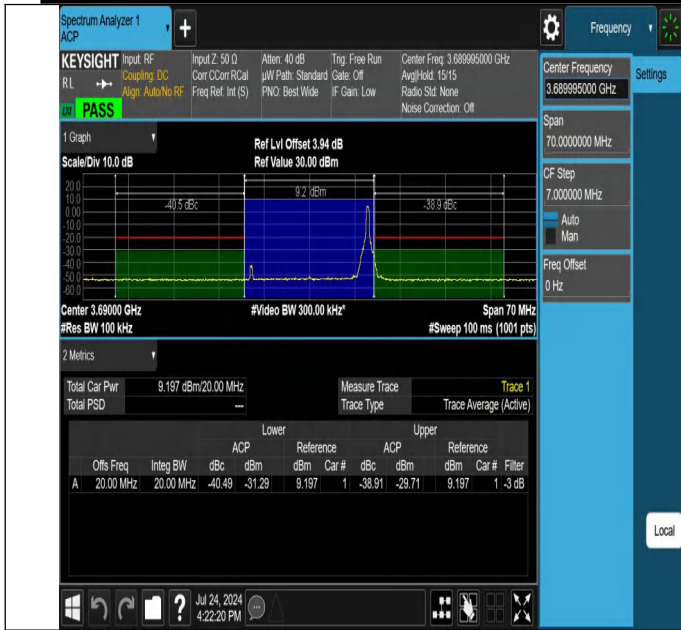 Spectrum Analyzer 1
ACP
+
Frequency
KEYSIGHT Input: RF Input Z: 50 Ω Atten: 40 dB Trig: Free Run Center Freq: 3.689995000 GHz
RL Coupling: DC Corr CCorr RCal µW Path: Standard Gate: Off Avg|Hold: 15/15
Align: Auto/No RF Freq Ref: Int (S) PNO: Best Wide IF Gain: Low Radio Std: None
PASS Noise Correction: Off
Center Frequency
3.689995000 GHz
Settings
Span
70.0000000 MHz
CF Step
7.000000 MHz
Auto
Man
Freq Offset
0 Hz
1 Graph
Ref Lvl Offset 3.94 dB
Scale/Div 10.0 dB Ref Value 30.00 dBm
20.0
10.0
0.00
-10.0
-20.0
-30.0
-40.0
-50.0
-60.0
-40.5 dBc 9.2 dBm -38.9 dBc
Center 3.69000 GHz #Video BW 300.00 kHz* Span 70 MHz
#Res BW 100 kHz #Sweep 100 ms (1001 pts)
2 Metrics
Total Car Pwr 9.197 dBm/20.00 MHz Measure Trace Trace 1
Total PSD --- Trace Type Trace Average (Active)
Lower Upper
ACP Reference ACP Reference
Offs Freq Integ BW dBc dBm dBm Car # dBc dBm dBm Car # Filter
A 20.00 MHz 20.00 MHz -40.49 -31.29 9.197 1 -38.91 -29.71 9.197 1 -3 dB
Local
?
Jul 24, 2024
4:22:20 PM